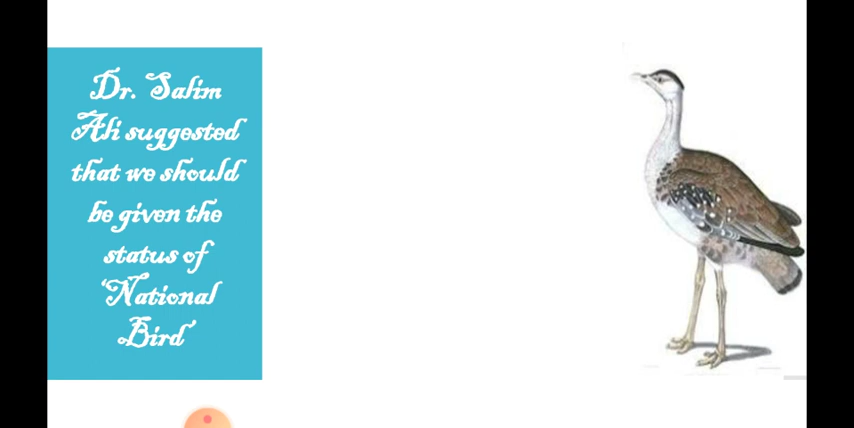 Dr. Salim
Ali suggested
that we should
be given the
status of
'National
Bird'